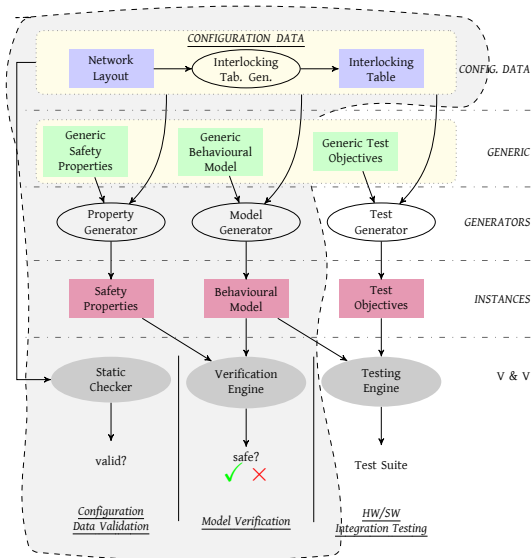 CONFIGURATION DATA
Network
Layout
Interlocking
Tab. Gen.
Interlocking
Table
CONFIG. DATA
Generic
Safety
Properties
Generic
Behavioural
Model
Generic Test
Objectives
GENERIC
Property
Generator
Model
Generator
Test
Generator
GENERATORS
Safety
Properties
Behavioural
Model
Test
Objectives
INSTANCES
Static
Checker
Verification
Engine
Testing
Engine
V & V
valid?
safe?
Test Suite
Configuration
Data Validation
Model Verification
HW/SW
Integration Testing